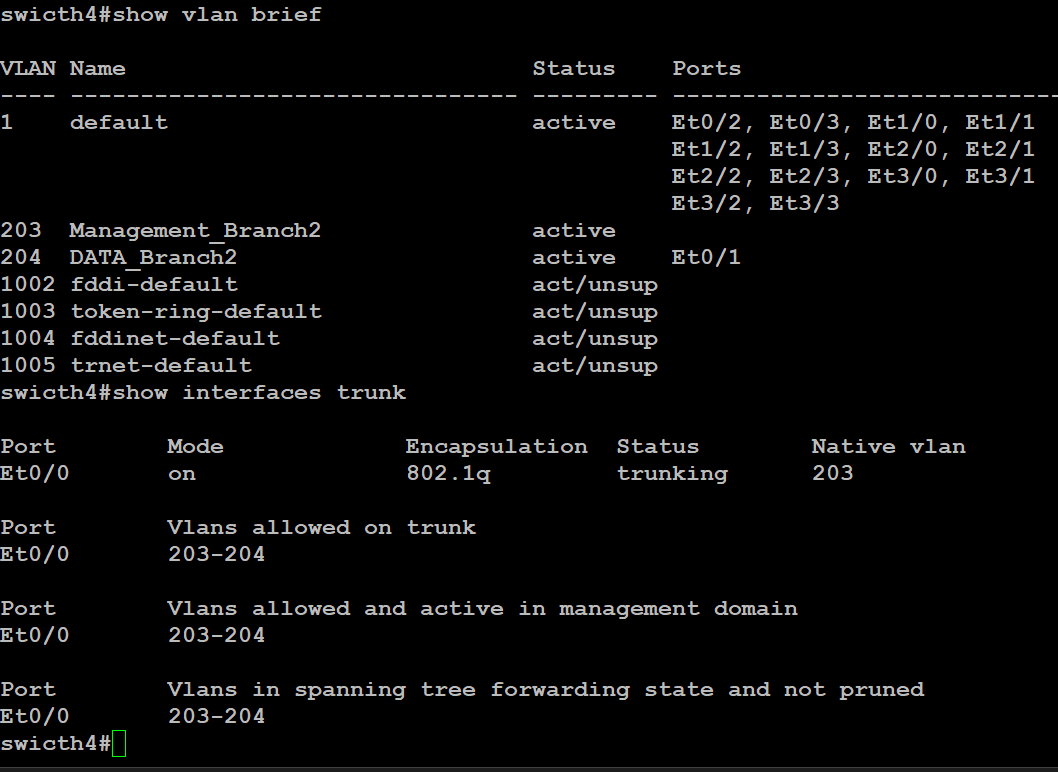 swicth4#show vlan brief
VLAN Name                             Status    Ports
---- -------------------------------- --------- ----------------------------
1    default                          active    Et0/2, Et0/3, Et1/0, Et1/1
                                                Et1/2, Et1/3, Et2/0, Et2/1
                                                Et2/2, Et2/3, Et3/0, Et3/1
                                                Et3/2, Et3/3
203  Management_Branch2               active
204  DATA_Branch2                     active    Et0/1
1002 fddi-default                     act/unsup
1003 token-ring-default               act/unsup
1004 fddinet-default                  act/unsup
1005 trnet-default                    act/unsup
swicth4#show interfaces trunk
Port        Mode             Encapsulation  Status        Native vlan
Et0/0       on               802.1q         trunking      203
Port        Vlans allowed on trunk
Et0/0       203-204
Port        Vlans allowed and active in management domain
Et0/0       203-204
Port        Vlans in spanning tree forwarding state and not pruned
Et0/0       203-204
swicth4#